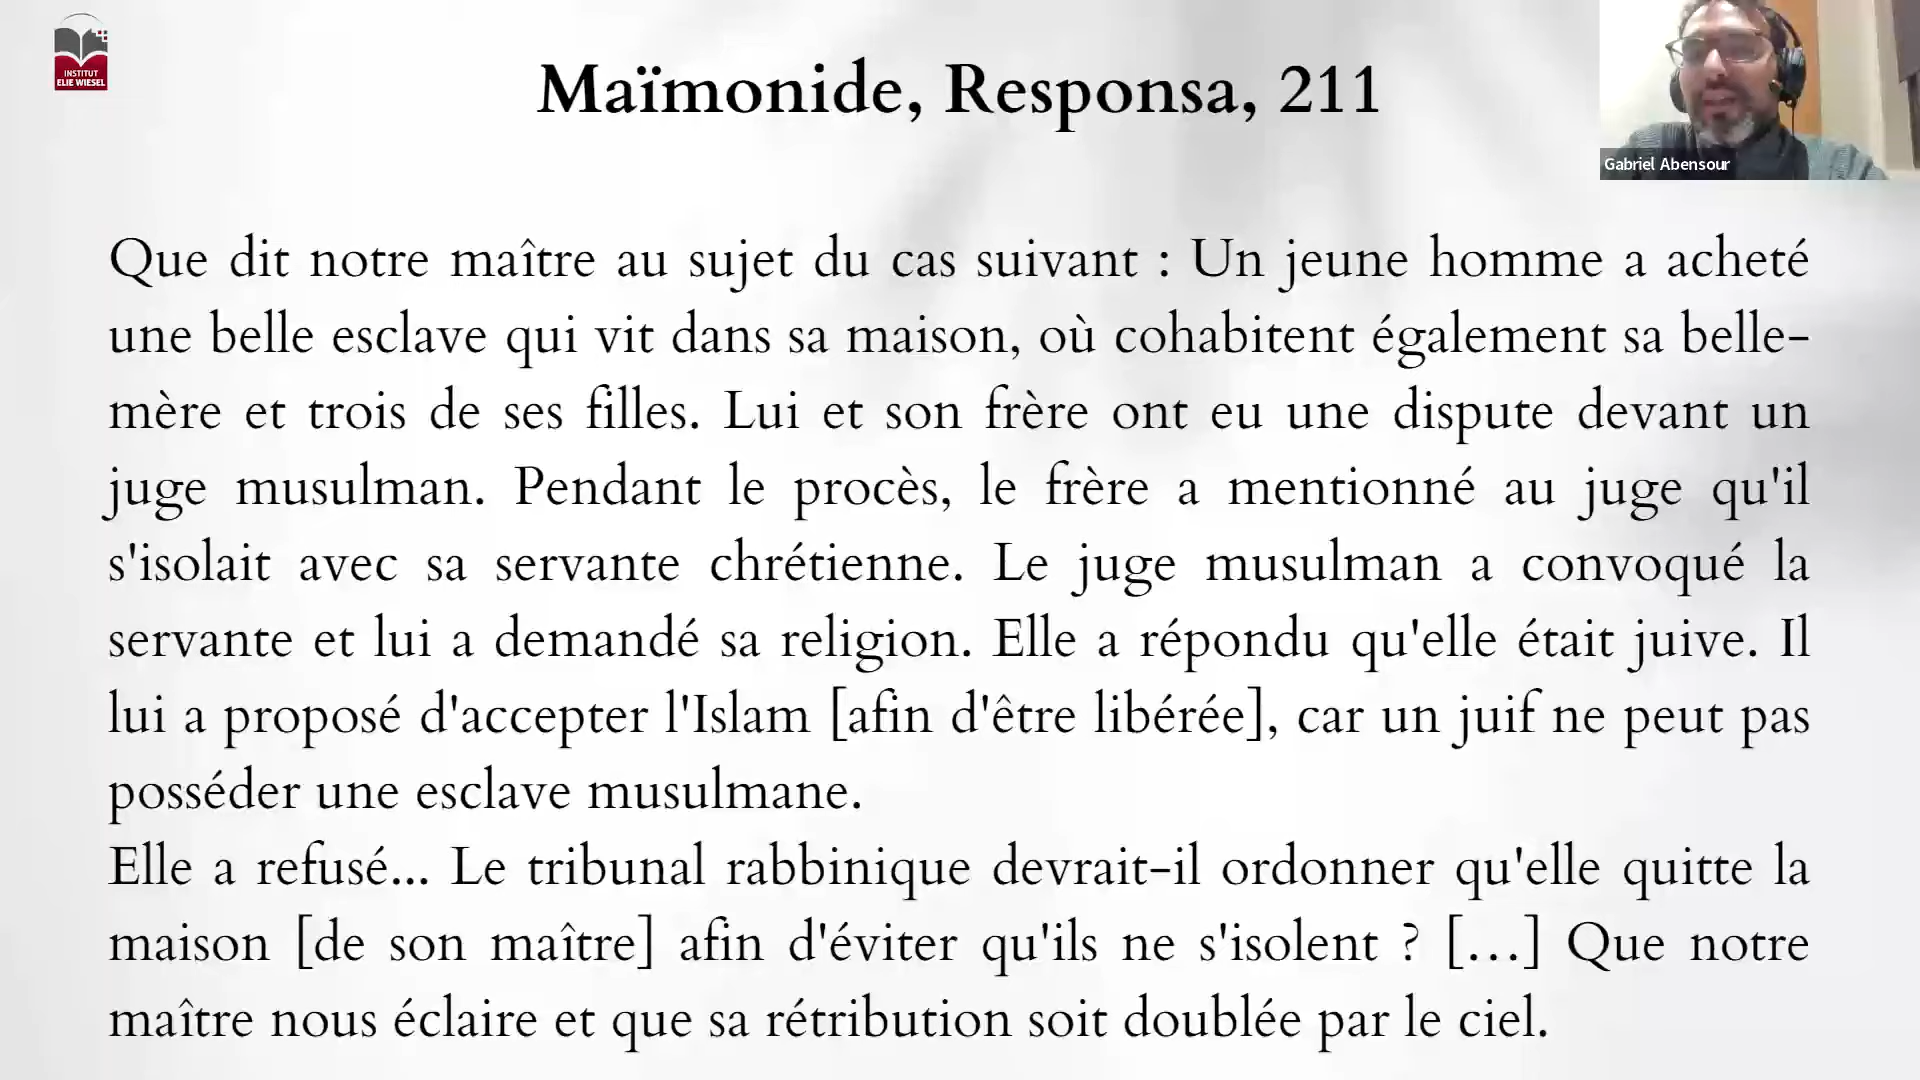 INSTITUT
ELIE WIESEL
Maïmonide, Responsa, 211
Gabriel Abensour
Que dit notre maître au sujet du cas suivant : Un jeune homme a acheté
une belle esclave qui vit dans sa maison, où cohabitent également sa belle-
mère et trois de ses filles. Lui et son frère ont eu une dispute devant un
juge musulman. Pendant le procès, le frère a mentionné au juge qu'il
s'isolait avec sa servante chrétienne. Le juge musulman a convoqué la
servante et lui a demandé sa religion. Elle a répondu qu'elle était juive. Il
lui a proposé d'accepter l'Islam [afin d'être libérée], car un juif ne peut pas
posséder une esclave musulmane.
Elle a refusé... Le tribunal rabbinique devrait-il ordonner qu'elle quitte la
maison [de son maître] afin d'éviter qu'ils ne s'isolent ? [...] Que notre
maître nous éclaire et que sa rétribution soit doublée par le ciel.